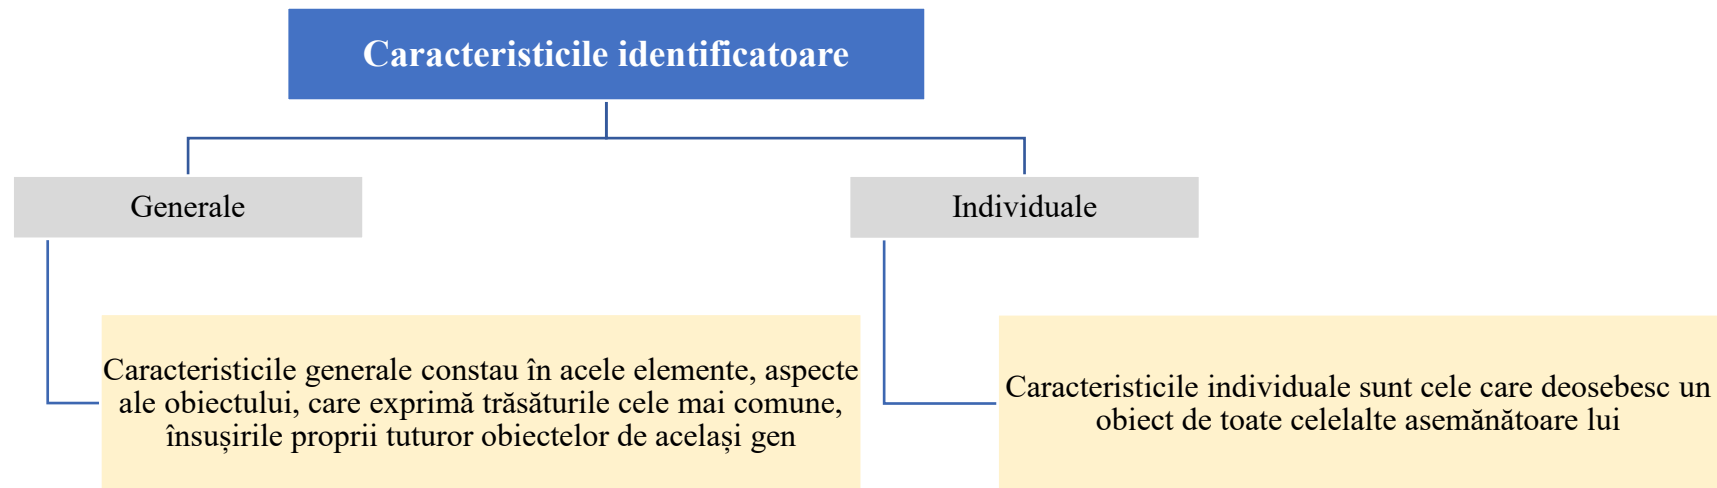 Caracteristicile identificatoare
Generale
Individuale
Caracteristicile generale constau în acele elemente, aspecte
ale obiectului, care exprimă trăsăturile cele mai comune,
însușirile proprii tuturor obiectelor de același gen
Caracteristicile individuale sunt cele care deosebesc un
obiect de toate celelalte asemănătoare lui